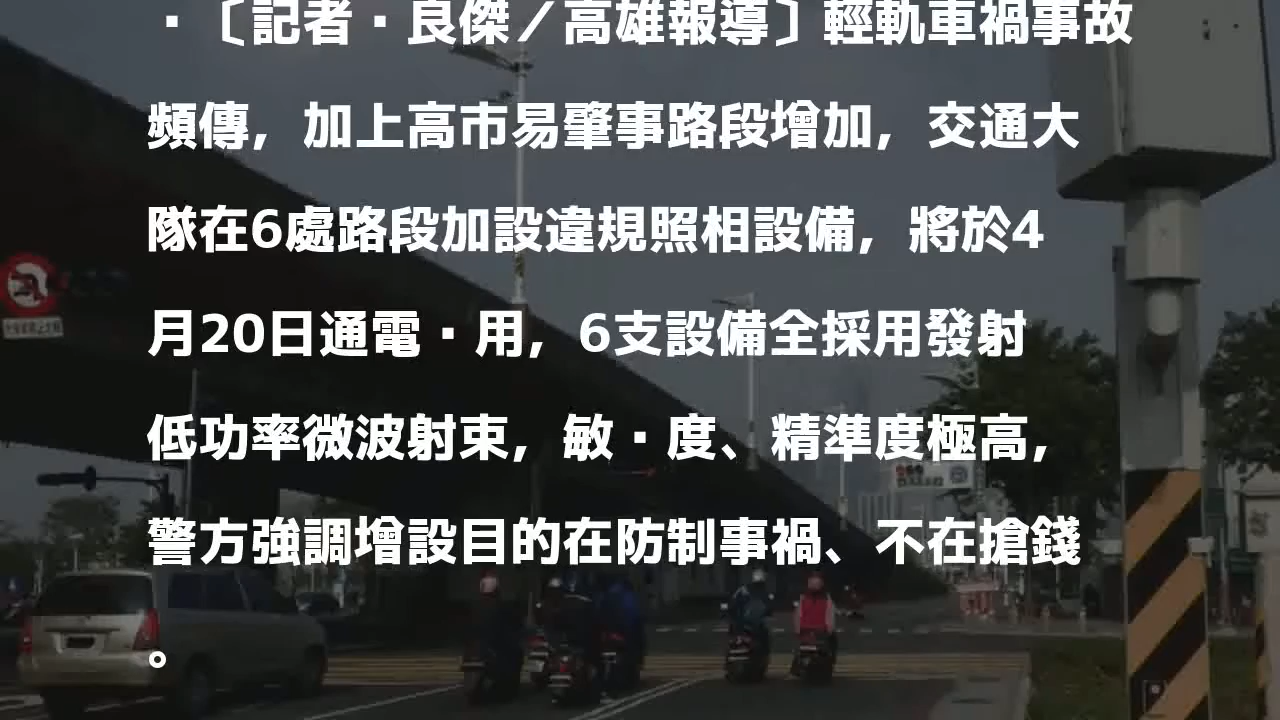 ·〔記者·良傑／高雄報導〕輕軌車禍事故
頻傳，加上高市易肇事路段增加，交通大
隊在6處路段加設違規照相設備，將於4
月20日通電·用，6支設備全採用發射
低功率微波射束，敏·度、精準度極高，
警方強調增設目的在防制事禍、不在搶錢
。